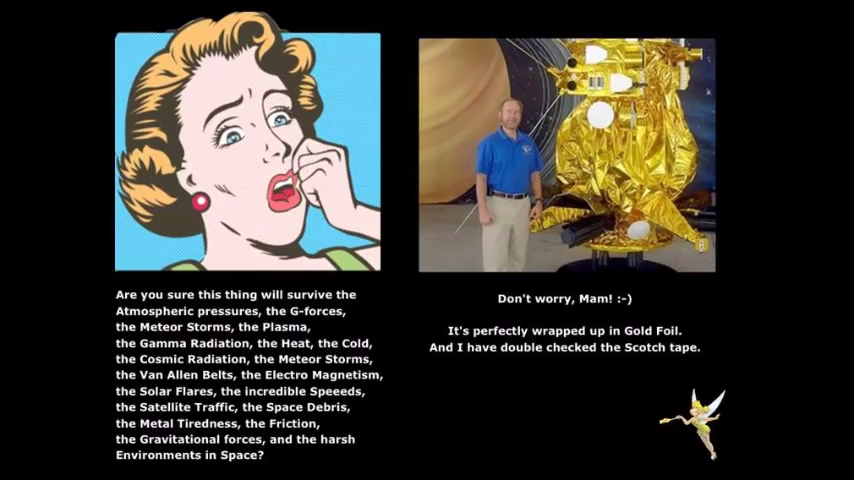 Are you sure this thing will survive the
Atmospheric pressures, the G-forces,
the Meteor Storms, the Plasma,
the Gamma Radiation, the Heat, the Cold,
the Cosmic Radiation, the Meteor Storms,
the Van Allen Belts, the Electro Magnetism,
the Solar Flares, the incredible Speeeds,
the Satellite Traffic, the Space Debris,
the Metal Tiredness, the Friction,
the Gravitational forces, and the harsh
Environments in Space?
Don't worry, Mam! :-)
It's perfectly wrapped up in Gold Foil.
And I have double checked the Scotch tape.